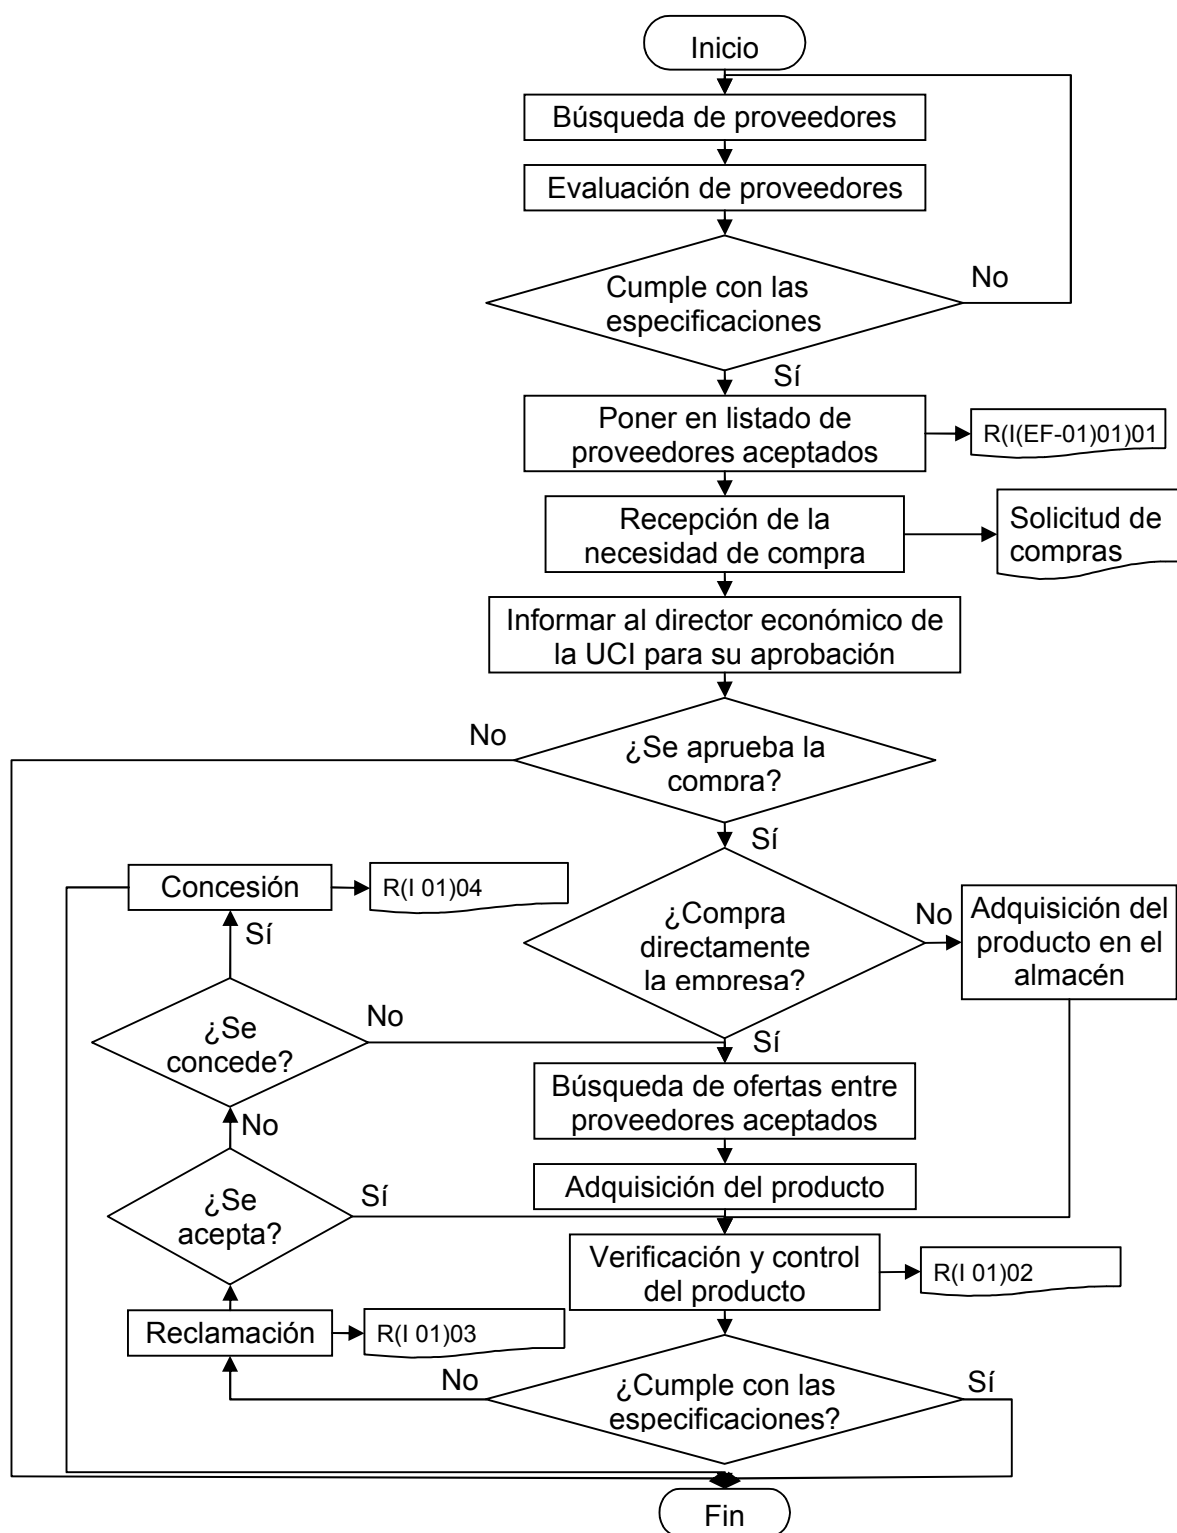 Inicio
Búsqueda de proveedores
Evaluación de proveedores
Cumple con las
especificaciones
No
Sí
Poner en listado de
proveedores aceptados
R(I(EF-01)01)01
Recepción de la
necesidad de compra
Solicitud de
compras
Informar al director económico de
la UCI para su aprobación
No
¿Se aprueba la
compra?
Sí
Concesión
R(I 01)04
¿Compra
directamente
la empresa?
No
Adquisición del
producto en el
almacén
Sí
¿Se
concede?
No
Sí
Búsqueda de ofertas entre
proveedores aceptados
No
Adquisición del producto
¿Se
acepta?
Sí
Verificación y control
del producto
R(I 01)02
Reclamación
R(I 01)03
No
¿Cumple con las
especificaciones?
Sí
Fin